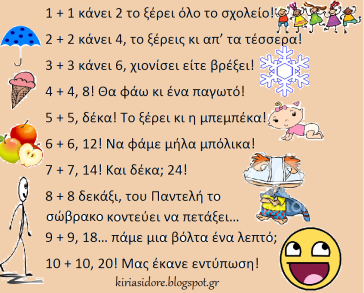 1 + 1 κάνει 2 το ξέρει όλο το σχολείο!
2 + 2 κάνει 4, το ξέρεις κι απ’ τα τέσσερα!
3 + 3 κάνει 6, χιονίσει είτε βρέξει!
4 + 4, 8! Θα φάω κι ένα παγωτό!
5 + 5, δέκα! Το ξέρει κι η μπεμπέκα!
6 + 6, 12! Να φάμε μήλα μπόλικα!
7 + 7, 14! Και δέκα; 24!
8 + 8 δεκάξι, του Παντελή το
σώβρακο κοντεύει να πετάξει…
9 + 9, 18… πάμε μια βόλτα ένα λεπτό;
10 + 10, 20! Μας έκανε εντύπωση!
kiriasidore.blogspot.gr